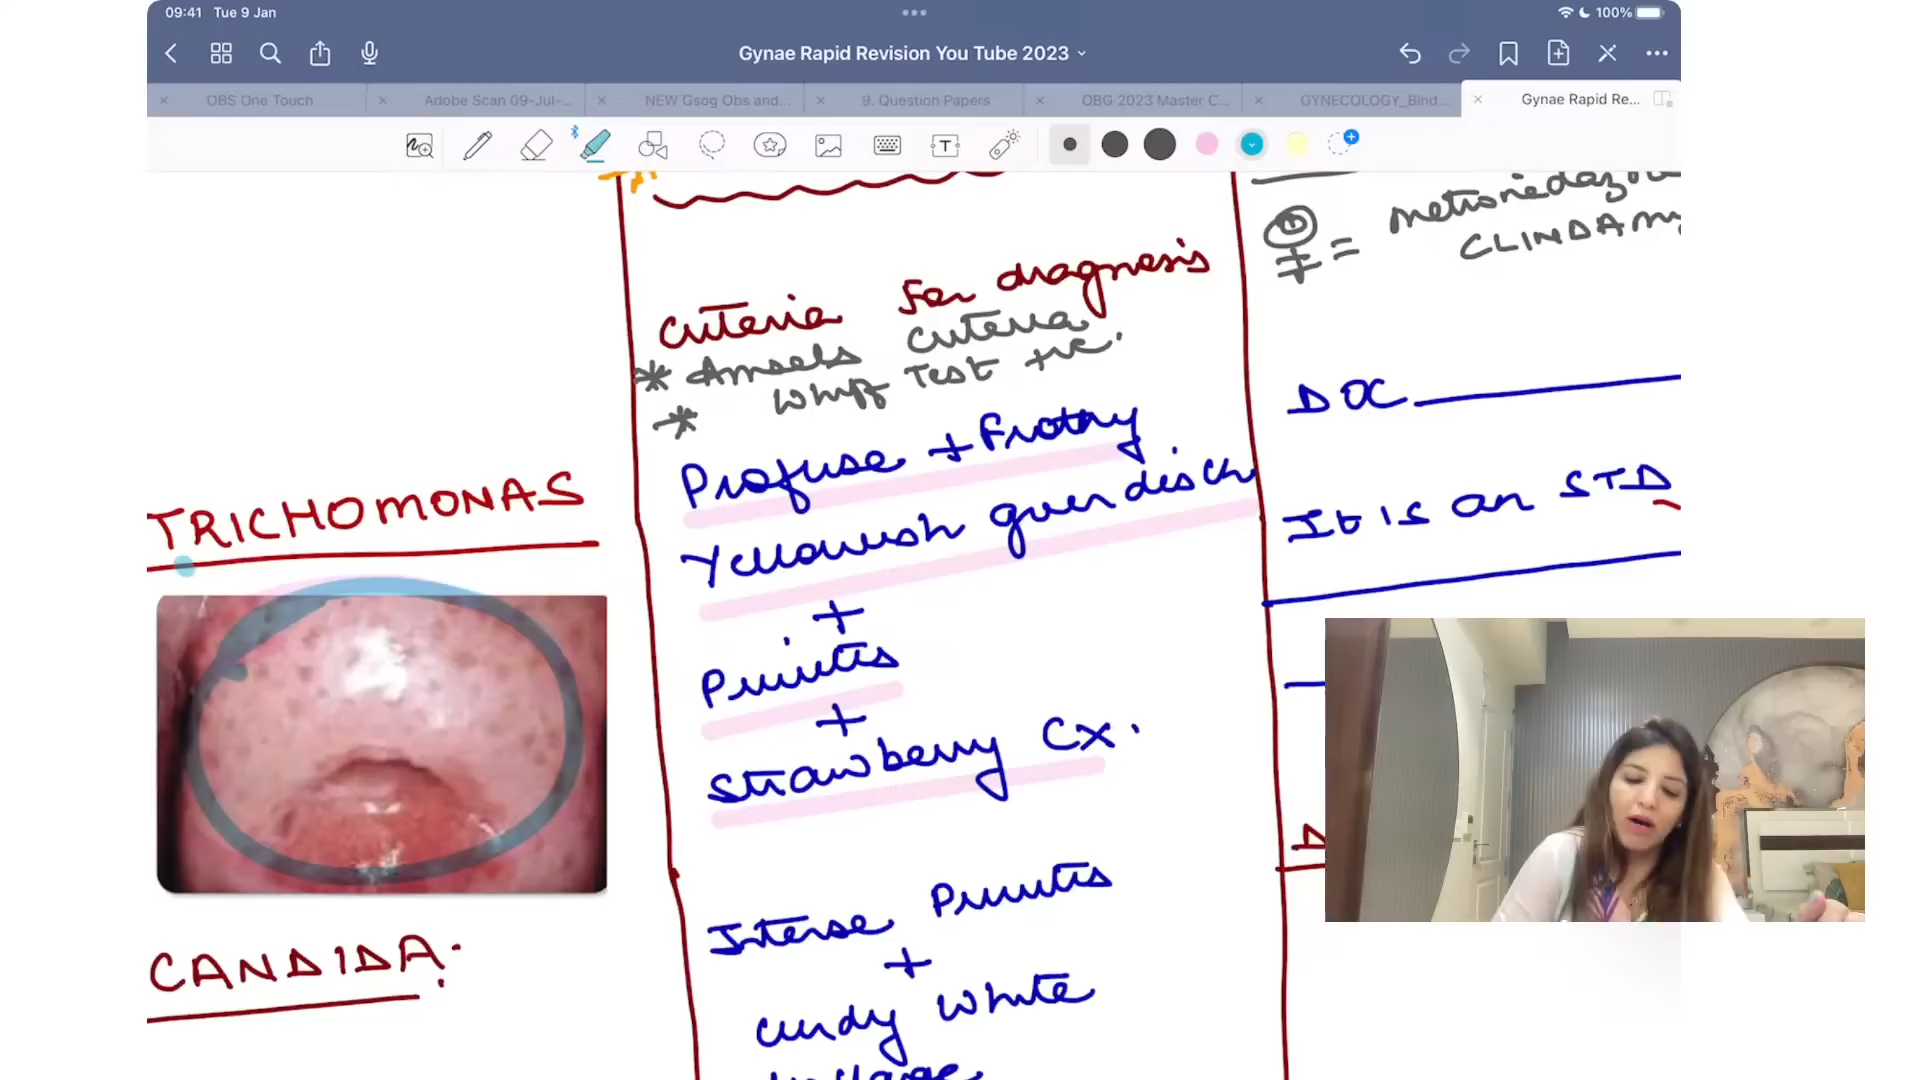 09:41 Tue 9 Jan
100%
Gynae Rapid Revision You Tube 2023
OBS One Touch
Adobe Scan 09-Jul-...
NEW Gsog Obs and...
9. Question Papers
OBG 2023 Master C...
GYNECOLOGY_Bind...
Gynae Rapid Re...
T
= metronidazo
CLINDAM
Criteria for diagnosis
* Amsels criteria
* Whiff Test +ve.
DOC
Profuse + Frothy
Yellowish green disch
It is an STD
TRICHOMONAS
+
Pruritis
+
Strawberry Cx.
Intense Pruritis
+
CANDIDA:
Curdy white